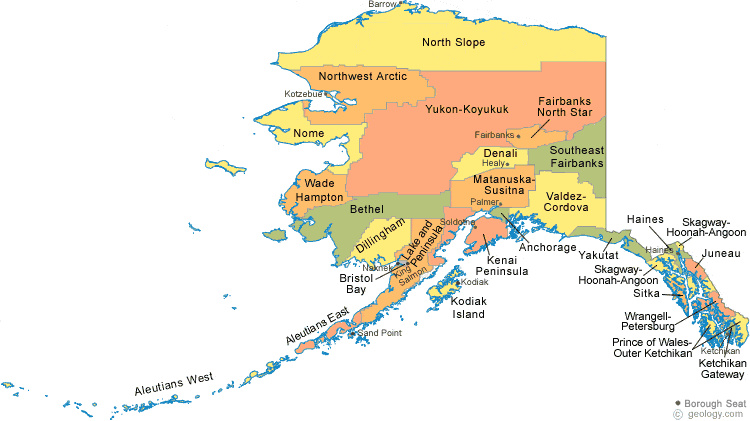 Barrow
North Slope
Northwest Arctic
Kotzebue
Yukon-Koyukuk
Fairbanks
North Star
Fairbanks
Nome
Denali
Healy
Southeast
Fairbanks
Matanuska-
Susitna
Palmer
Wade
Hampton
Bethel
Valdez-
Cordova
Soldotna
Dillingham
Lake and
Peninsula
Anchorage
Yakutat
Haines
Haines
Skagway-
Hoonah-Angoon
Juneau
Kenai
Peninsula
Naknek
King
Salmon
Bristol
Bay
Kodiak
Kodiak
Island
Skagway-
Hoonah-Angoon
Sitka
Wrangell-
Petersburg
Prince of Wales-
Outer Ketchikan
Ketchikan
Ketchikan
Gateway
Aleutians East
Sand Point
Aleutians West
Borough Seat
© geology.com